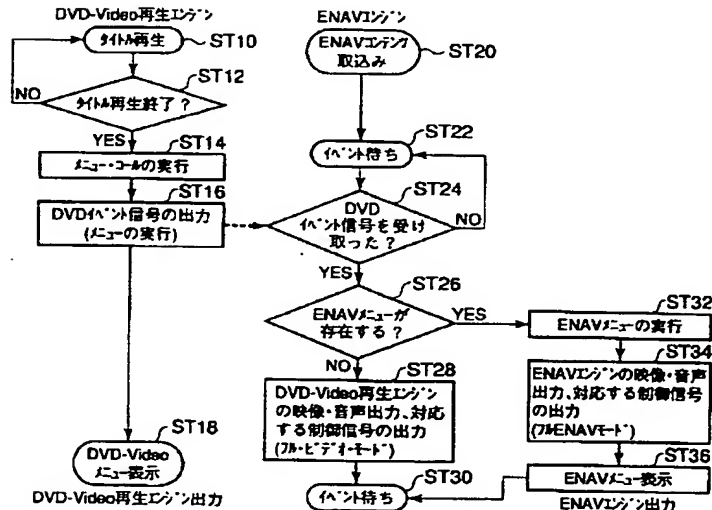 DVD-Video再生エンジン
タイトル再生
ST10
ST12
NO
タイトル再生終了?
YES
ST14
メニュー・コールの実行
ST16
DVDイベント信号の出力
(メニューの実行)
ST18
DVD-Video
メニュー表示
DVD-Video再生エンジン出力
ENAVエンジン
ENAVコンテンツ
取込み
ST20
ST22
イベント待ち
ST24
DVD
イベント信号を受け
取った?
NO
YES
ST26
ENAVメニューが
存在する?
YES
NO
ST28
DVD-Video再生エンジン
の映像・音声出力、対応
する制御信号の出力
(フル・ビデオ・モード)
ST30
イベント待ち
ST32
ENAVメニューの実行
ST34
ENAVエンジンの映像・音声
出力、対応する制御信号
の出力
(フルENAVモード)
ST36
ENAVメニュー表示
ENAVエンジン出力